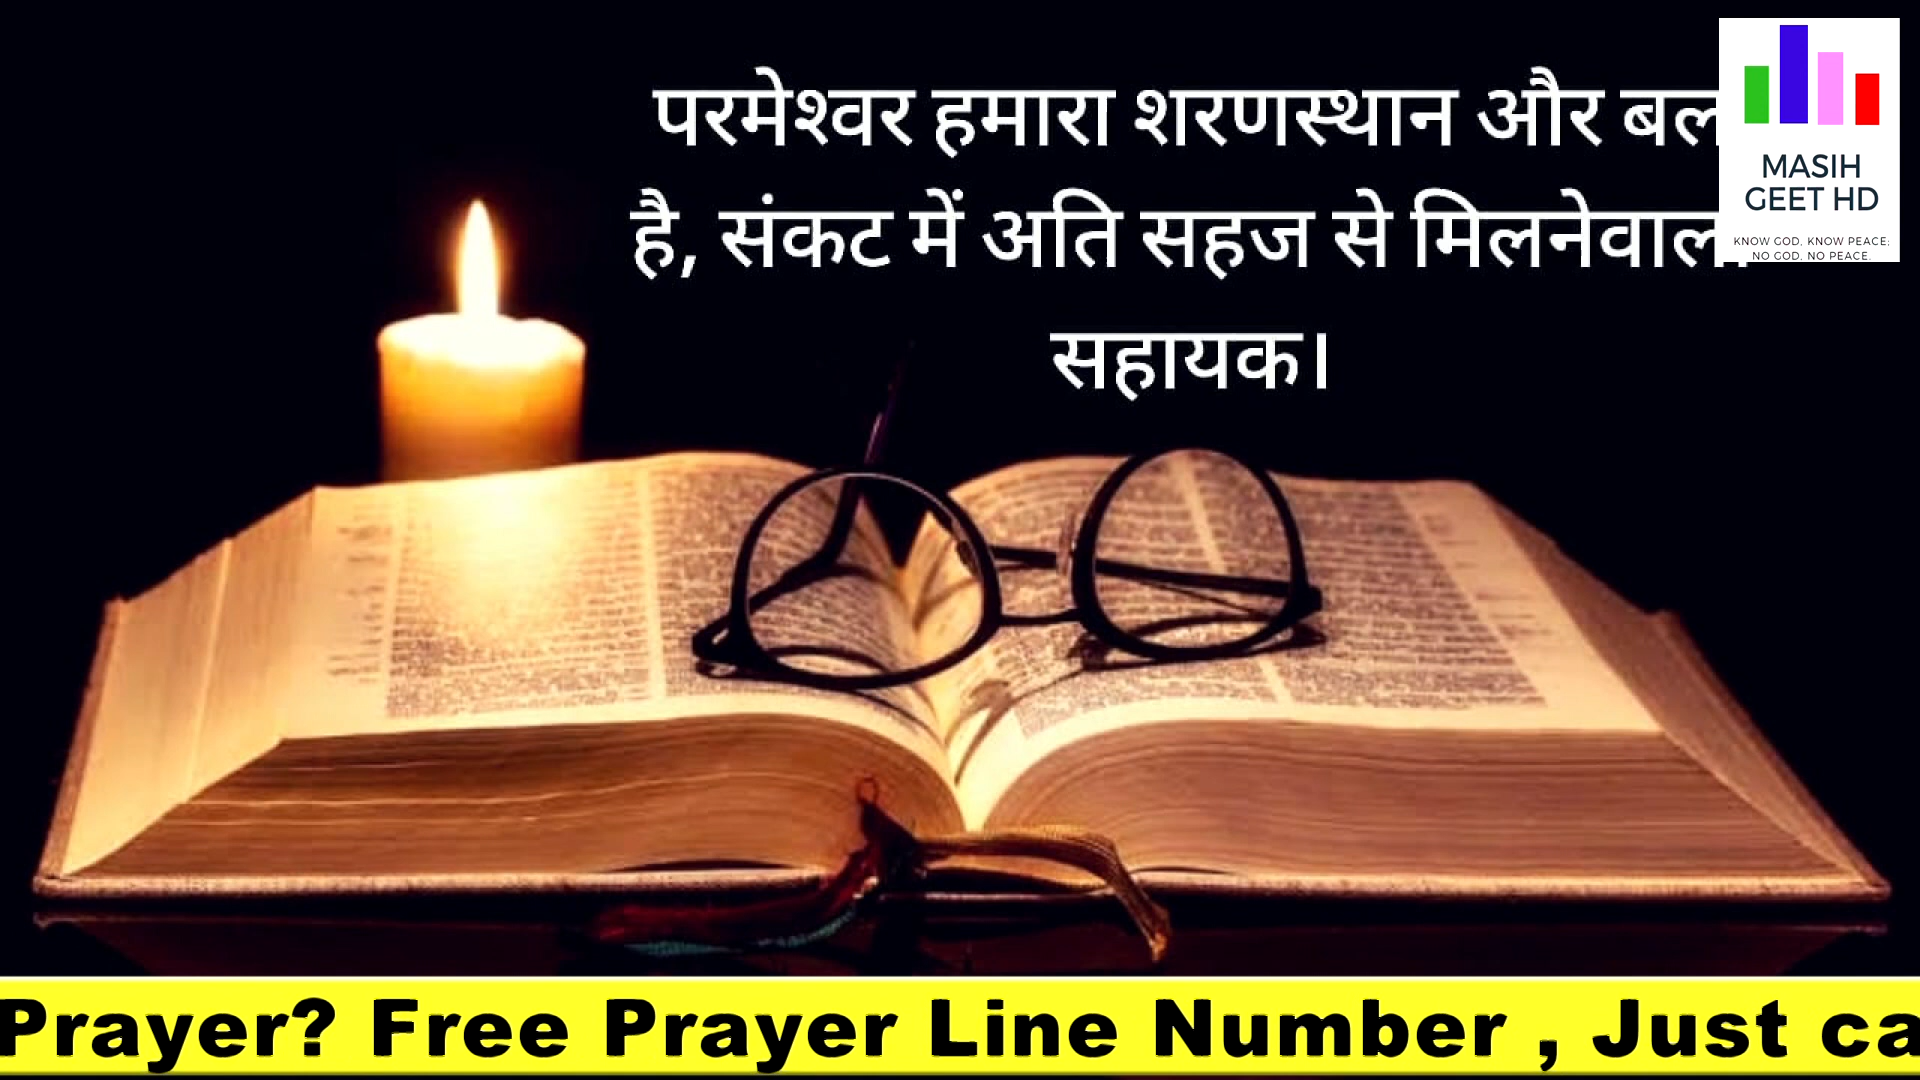 परमेश्वर हमारा शरणस्थान और बल
है, संकट में अति सहज से मिलनेवाला
सहायक।
MASIH
GEET HD
KNOW GOD, KNOW PEACE;
NO GOD, NO PEACE.
Prayer? Free Prayer Line Number , Just ca